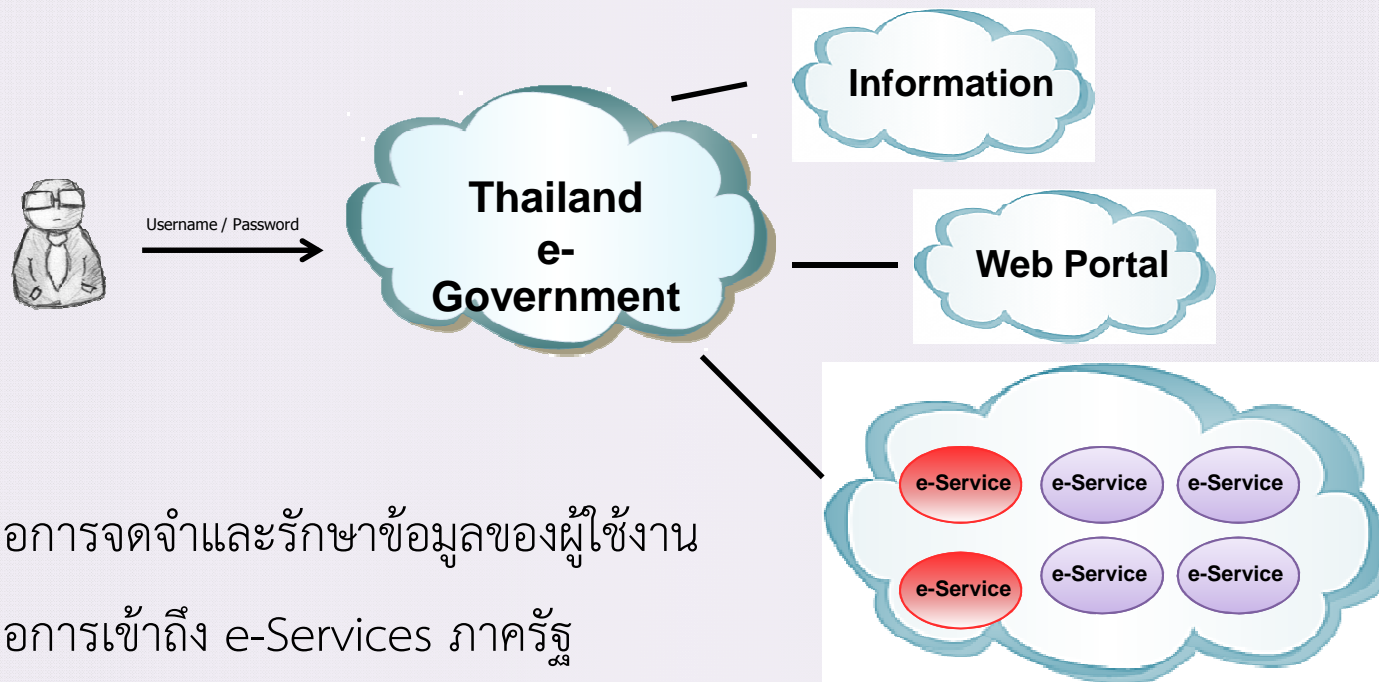 Information
Username / Password
Thailand
e-
Government
Web Portal
e-Service e-Service e-Service
e-Service e-Service e-Service
อการจดจำและรักษาข้อมูลของผู้ใช้งาน
อการเข้าถึง e-Services ภาครัฐ